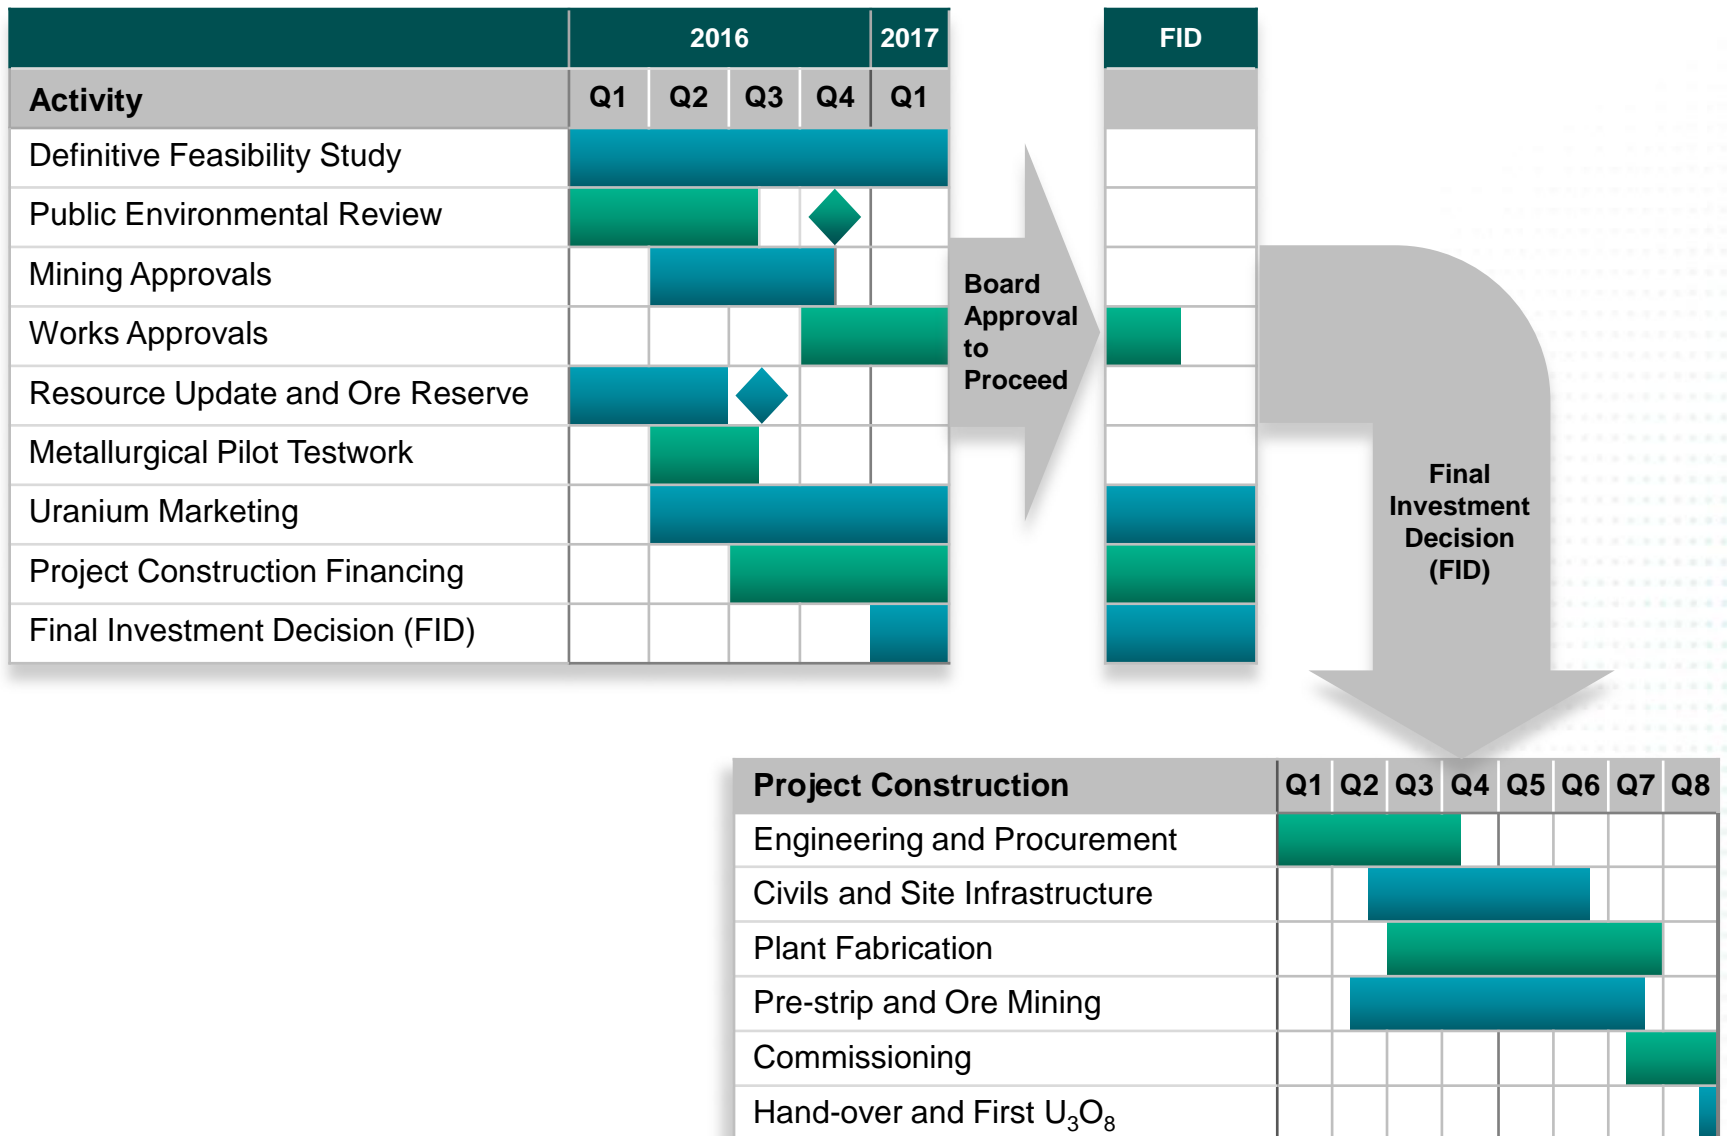 2016 2017 FID
Activity Q1 Q2 Q3 Q4 Q1
Definitive Feasibility Study
Public Environmental Review
Mining Approvals
Works Approvals
Resource Update and Ore Reserve
Metallurgical Pilot Testwork
Uranium Marketing
Project Construction Financing
Final Investment Decision (FID)
Board
Approval
to
Proceed
Final
Investment
Decision
(FID)
Project Construction Q1 Q2 Q3 Q4 Q5 Q6 Q7 Q8
Engineering and Procurement
Civils and Site Infrastructure
Plant Fabrication
Pre-strip and Ore Mining
Commissioning
Hand-over and First U₃O₈